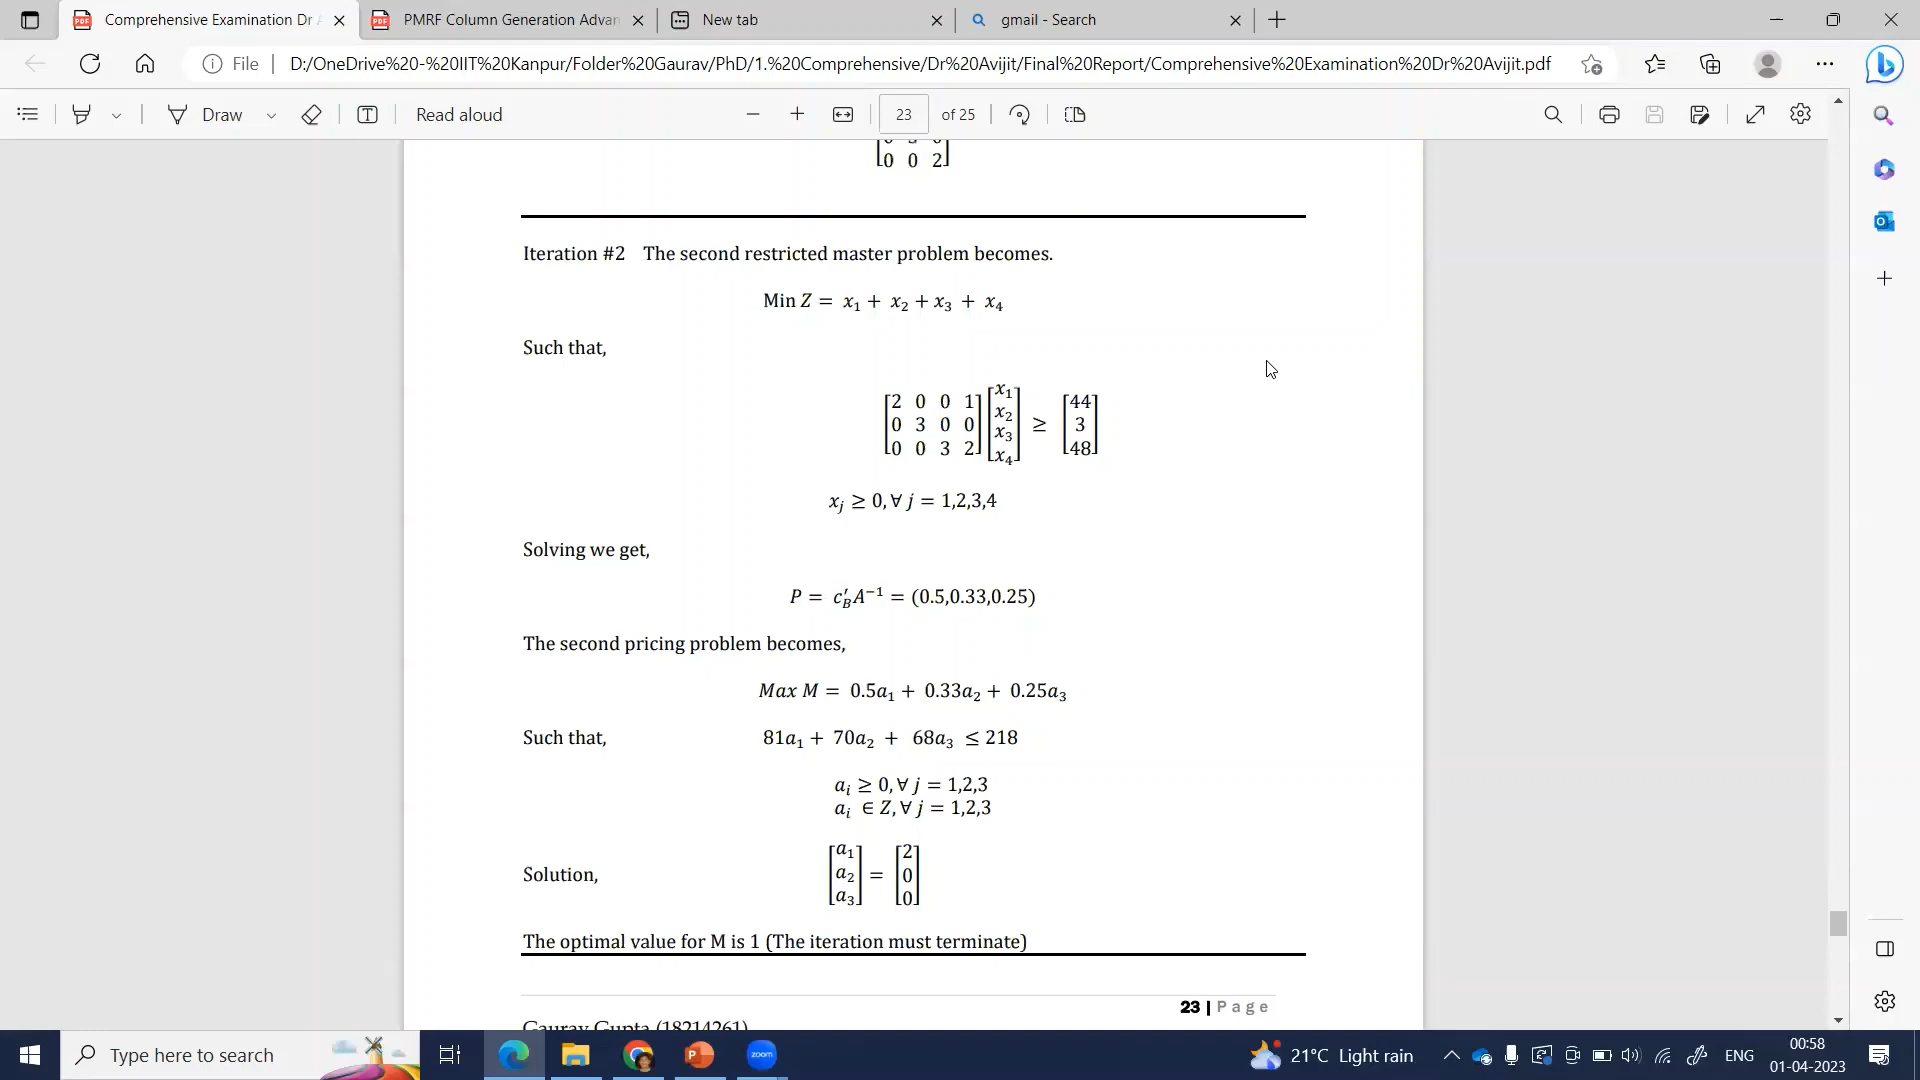 Comprehensive Examination Dr A
PMRF Column Generation Advan
New tab
gmail - Search
File
D:/OneDrive%20-%20IIT%20Kanpur/Folder%20Gaurav/PhD/1.%20Comprehensive/Dr%20Avijit/Final%20Report/Comprehensive%20Examination%20Dr%20Avijit.pdf
Draw
Read aloud
23 of 25
0 0 2
Iteration #2 The second restricted master problem becomes.
Min Z = x₁ + x₂ + x₃ + x₄
Such that,
[2 0 0 1] [x₁] [44]
[0 3 0 0] [x₂] ≥ [3]
[0 0 3 2] [x₃] [48]
[x₄]
xⱼ ≥ 0, ∀ j = 1,2,3,4
Solving we get,
P = c′_B A⁻¹ = (0.5,0.33,0.25)
The second pricing problem becomes,
Max M = 0.5a₁ + 0.33a₂ + 0.25a₃
Such that, 81a₁ + 70a₂ + 68a₃ ≤ 218
aᵢ ≥ 0, ∀ j = 1,2,3
aᵢ ∈ Z, ∀ j = 1,2,3
[a₁] [2]
Solution, [a₂] = [0]
[a₃] [0]
The optimal value for M is 1 (The iteration must terminate)
23 | Page
Gaurav Gupta (18214261)
Type here to search
zoom
21°C Light rain
ENG
00:58
01-04-2023